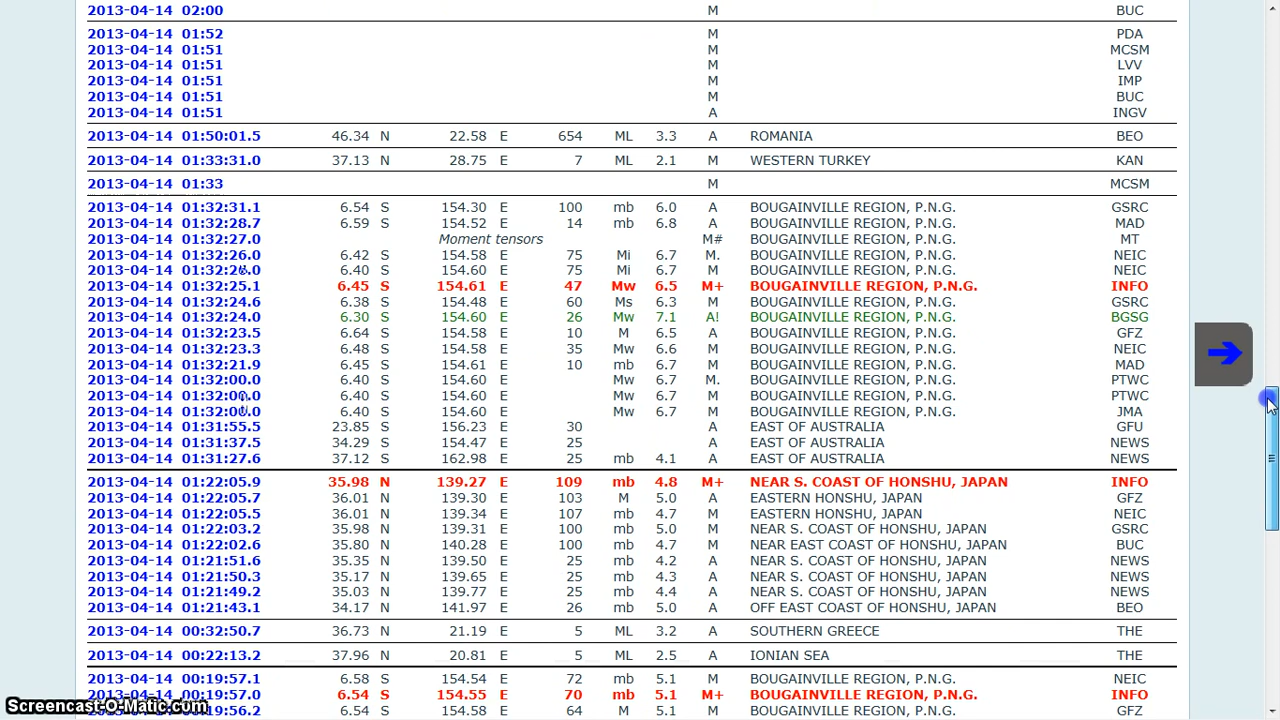 2013-04-14 02:00 M BUC
2013-04-14 01:52 M PDA
2013-04-14 01:51 M MCSM
2013-04-14 01:51 M LVV
2013-04-14 01:51 M IMP
2013-04-14 01:51 M BUC
2013-04-14 01:51 A INGV
2013-04-14 01:50:01.5 46.34 N 22.58 E 654 ML 3.3 A ROMANIA BEO
2013-04-14 01:33:31.0 37.13 N 28.75 E 7 ML 2.1 M WESTERN TURKEY KAN
2013-04-14 01:33 M MCSM
2013-04-14 01:32:31.1 6.54 S 154.30 E 100 mb 6.0 A BOUGAINVILLE REGION, P.N.G. GSRC
2013-04-14 01:32:28.7 6.59 S 154.52 E 14 mb 6.8 A BOUGAINVILLE REGION, P.N.G. MAD
2013-04-14 01:32:27.0 Moment tensors M# BOUGAINVILLE REGION, P.N.G. MT
2013-04-14 01:32:26.0 6.42 S 154.58 E 75 Mi 6.7 M. BOUGAINVILLE REGION, P.N.G. NEIC
2013-04-14 01:32:26.0 6.40 S 154.60 E 75 Mi 6.7 M BOUGAINVILLE REGION, P.N.G. NEIC
2013-04-14 01:32:25.1 6.45 S 154.61 E 47 Mw 6.5 M+ BOUGAINVILLE REGION, P.N.G. INFO
2013-04-14 01:32:24.6 6.38 S 154.48 E 60 Ms 6.3 M BOUGAINVILLE REGION, P.N.G. GSRC
2013-04-14 01:32:24.0 6.30 S 154.60 E 26 Mw 7.1 A! BOUGAINVILLE REGION, P.N.G. BGSG
2013-04-14 01:32:23.5 6.64 S 154.58 E 10 M 6.5 A BOUGAINVILLE REGION, P.N.G. GFZ
2013-04-14 01:32:23.3 6.48 S 154.58 E 35 Mw 6.6 M BOUGAINVILLE REGION, P.N.G. NEIC
2013-04-14 01:32:21.9 6.45 S 154.61 E 10 mb 6.7 M BOUGAINVILLE REGION, P.N.G. MAD
2013-04-14 01:32:00.0 6.40 S 154.60 E Mw 6.7 M. BOUGAINVILLE REGION, P.N.G. PTWC
2013-04-14 01:32:00.0 6.40 S 154.60 E Mw 6.7 M BOUGAINVILLE REGION, P.N.G. PTWC
2013-04-14 01:32:00.0 6.40 S 154.60 E Mw 6.7 M BOUGAINVILLE REGION, P.N.G. JMA
2013-04-14 01:31:55.5 23.85 S 156.23 E 30 A EAST OF AUSTRALIA GFU
2013-04-14 01:31:37.5 34.29 S 154.47 E 25 A EAST OF AUSTRALIA NEWS
2013-04-14 01:31:27.6 37.12 S 162.98 E 25 mb 4.1 A EAST OF AUSTRALIA NEWS
2013-04-14 01:22:05.9 35.98 N 139.27 E 109 mb 4.8 M+ NEAR S. COAST OF HONSHU, JAPAN INFO
2013-04-14 01:22:05.7 36.01 N 139.30 E 103 M 5.0 A EASTERN HONSHU, JAPAN GFZ
2013-04-14 01:22:05.5 36.01 N 139.34 E 107 mb 4.7 M EASTERN HONSHU, JAPAN NEIC
2013-04-14 01:22:03.2 35.98 N 139.31 E 100 mb 5.0 M NEAR S. COAST OF HONSHU, JAPAN GSRC
2013-04-14 01:22:02.6 35.80 N 140.28 E 100 mb 4.7 M NEAR EAST COAST OF HONSHU, JAPAN BUC
2013-04-14 01:21:51.6 35.35 N 139.50 E 25 mb 4.2 A NEAR S. COAST OF HONSHU, JAPAN NEWS
2013-04-14 01:21:50.3 35.17 N 139.65 E 25 mb 4.3 A NEAR S. COAST OF HONSHU, JAPAN NEWS
2013-04-14 01:21:49.2 35.03 N 139.77 E 25 mb 4.4 A NEAR S. COAST OF HONSHU, JAPAN NEWS
2013-04-14 01:21:43.1 34.17 N 141.97 E 26 mb 5.0 A OFF EAST COAST OF HONSHU, JAPAN BEO
2013-04-14 00:32:50.7 36.73 N 21.19 E 5 ML 3.2 A SOUTHERN GREECE THE
2013-04-14 00:22:13.2 37.96 N 20.81 E 5 ML 2.5 A IONIAN SEA THE
2013-04-14 00:19:57.1 6.58 S 154.54 E 72 mb 5.1 M BOUGAINVILLE REGION, P.N.G. NEIC
2013-04-14 00:19:57.0 6.54 S 154.55 E 70 mb 5.1 M+ BOUGAINVILLE REGION, P.N.G. INFO
:19:56.2 6.54 S 154.58 E 64 M 5.1 M BOUGAINVILLE REGION, P.N.G. GFZ
Screencast-O-Matic.com